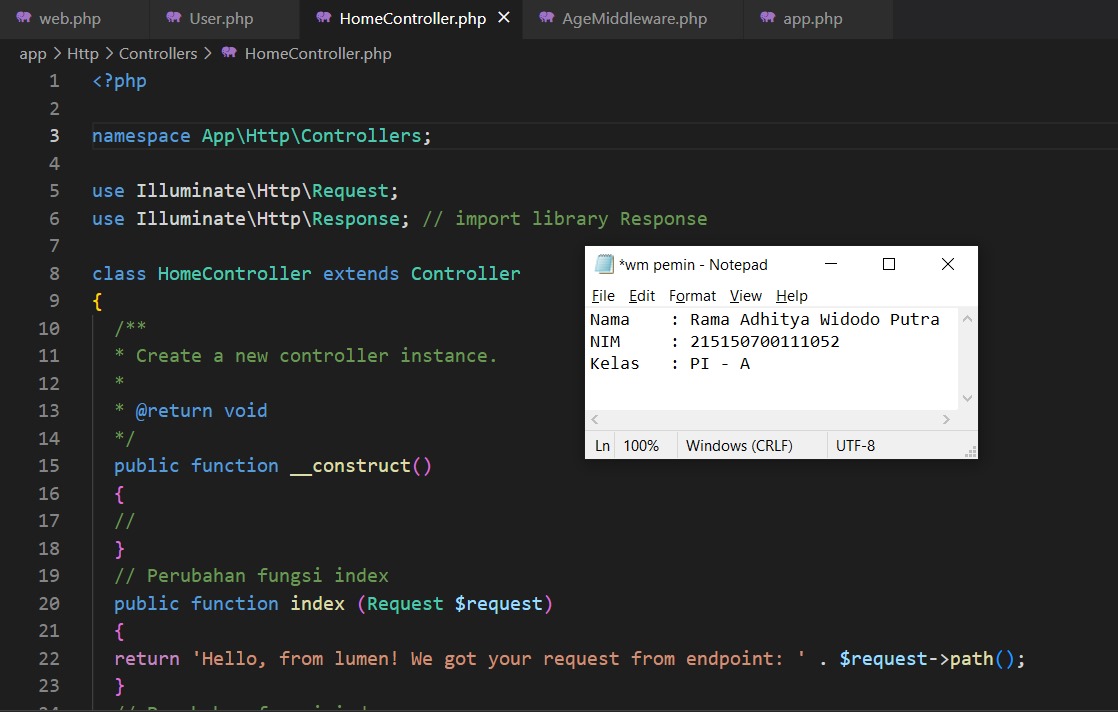 web.php User.php HomeController.php AgeMiddleware.php app.php
app > Http > Controllers > HomeController.php
1 <?php
2
3 namespace App\Http\Controllers;
4
5 use Illuminate\Http\Request;
6 use Illuminate\Http\Response; // import library Response
7
8 class HomeController extends Controller
9 {
10 /**
11 * Create a new controller instance.
12 *
13 * @return void
14 */
15 public function __construct()
16 {
17 //
18 }
19 // Perubahan fungsi index
20 public function index (Request $request)
21 {
22 return 'Hello, from lumen! We got your request from endpoint: ' . $request->path();
23 }
*wm pemin - Notepad
File Edit Format View Help
Nama : Rama Adhitya Widodo Putra
NIM : 215150700111052
Kelas : PI - A
Ln 100% Windows (CRLF) UTF-8